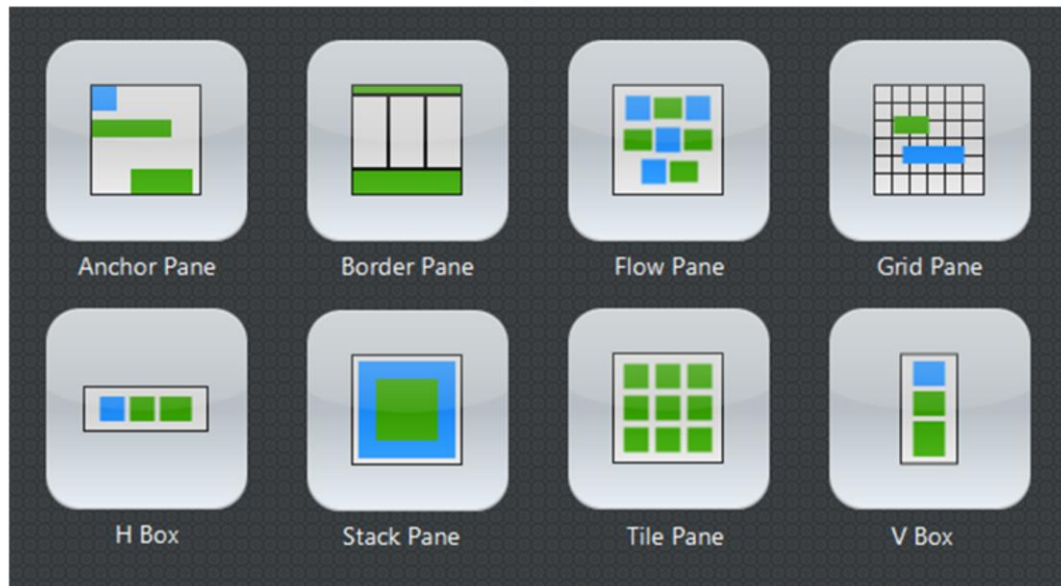 Anchor Pane
Border Pane
Flow Pane
Grid Pane
H Box
Stack Pane
Tile Pane
V Box